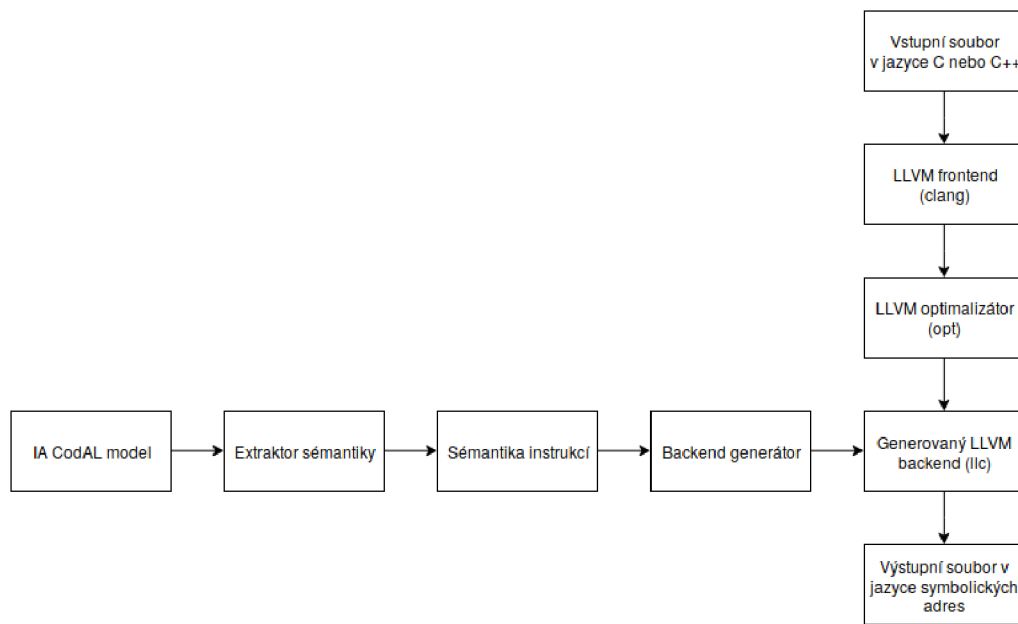 Vstupní soubor
v jazyce C nebo C++
LLVM frontend
(clang)
LLVM optimalizátor
(opt)
IA CodAL model
Extraktor sémantiky
Sémantika instrukcí
Backend generátor
Generovaný LLVM
backend (llc)
Výstupní soubor v
jazyce symbolických
adres